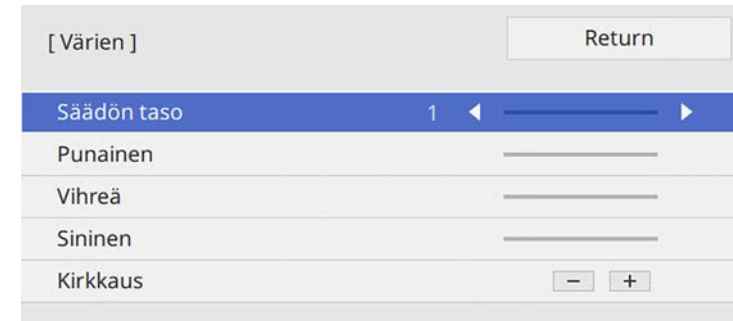 [ Värien ]
Return
Säädön taso 1
Punainen
Vihreä
Sininen
Kirkkaus − +